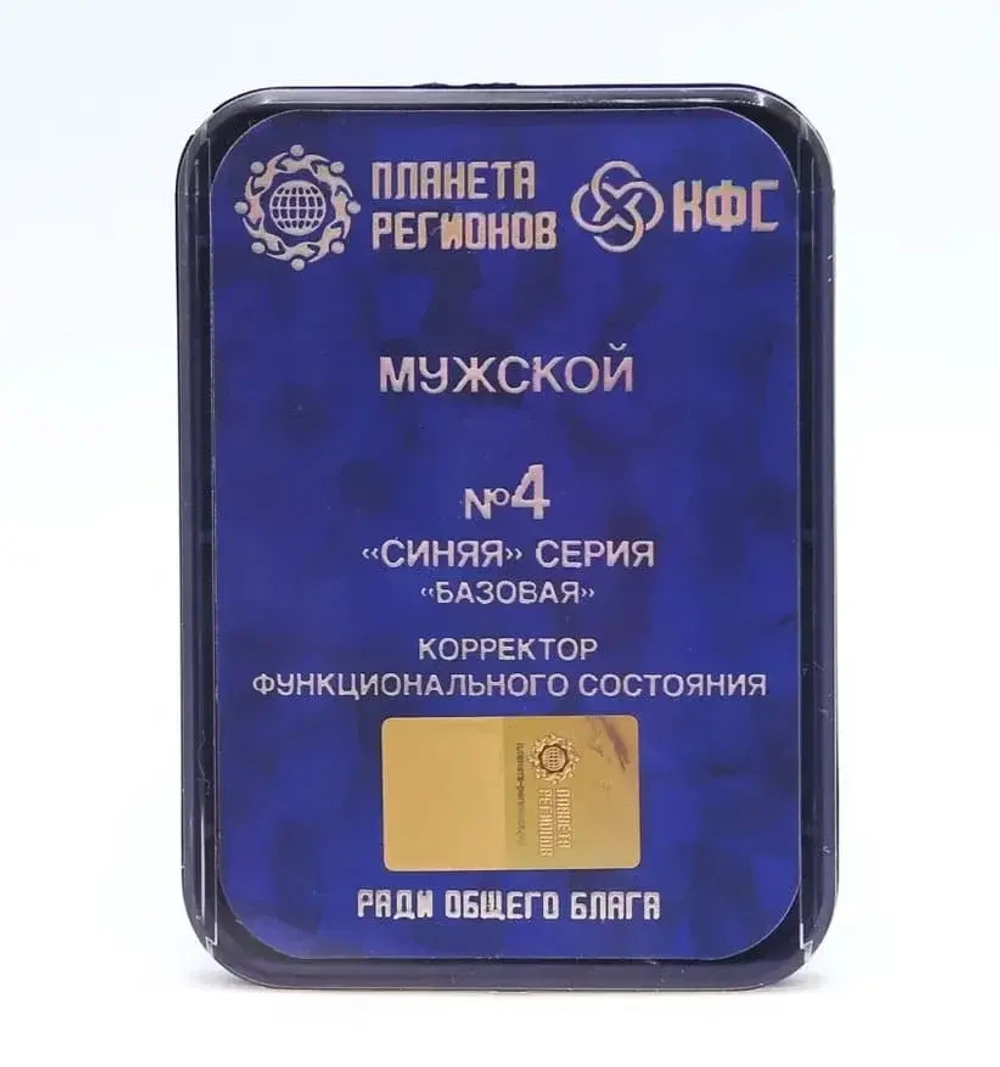 ПЛАНЕТА
РЕГИОНОВ
КФС
МУЖСКОЙ
№4
«СИНЯЯ» СЕРИЯ
«БАЗОВАЯ»
КОРРЕКТОР
ФУНКЦИОНАЛЬНОГО СОСТОЯНИЯ
ПЛАНЕТА
РЕГИОНОВ
РАДИ ОБЩЕГО БЛАГА